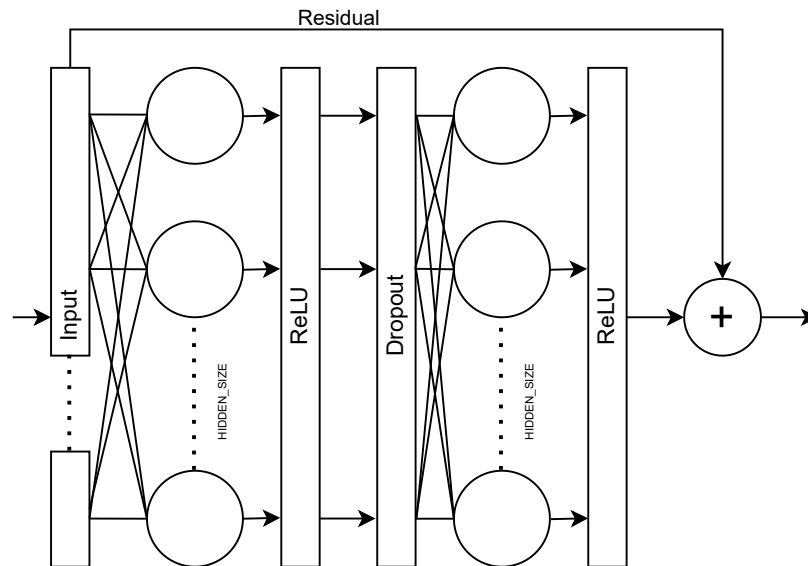 Residual
Input
HIDDEN_SIZE
ReLU
Dropout
HIDDEN_SIZE
ReLU
+